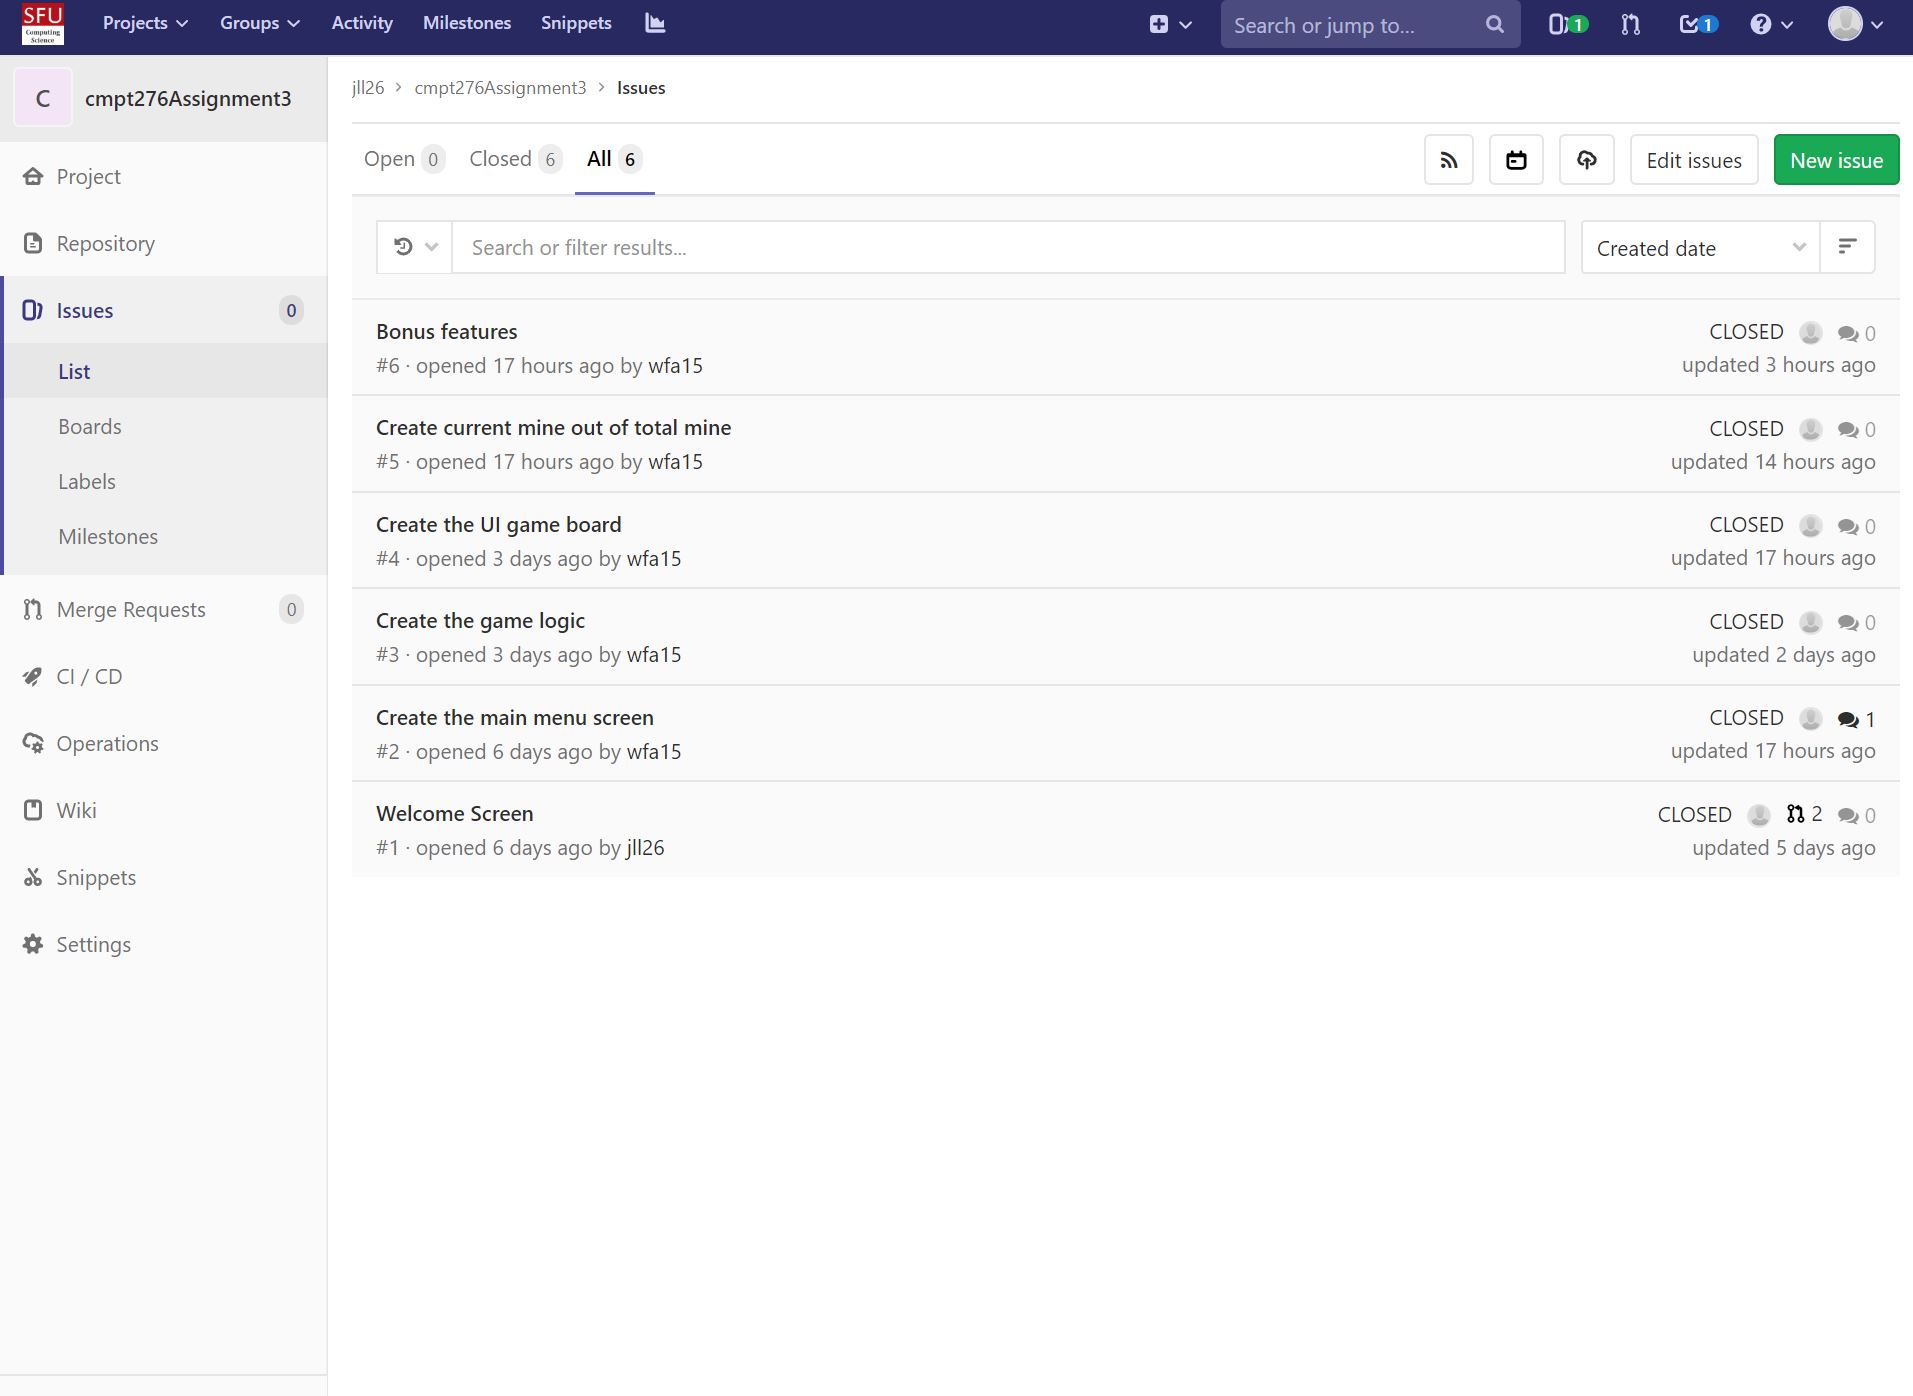 SFU
Computing
Science
Projects Groups Activity Milestones Snippets
Search or jump to...
1
1
C cmpt276Assignment3
Project
Repository
Issues 0
List
Boards
Labels
Milestones
Merge Requests 0
CI / CD
Operations
Wiki
Snippets
Settings
jll26 > cmpt276Assignment3 > Issues
Open 0 Closed 6 All 6
Edit issues New issue
Search or filter results...
Created date
Bonus features
CLOSED 0
#6 · opened 17 hours ago by wfa15
updated 3 hours ago
Create current mine out of total mine
CLOSED 0
#5 · opened 17 hours ago by wfa15
updated 14 hours ago
Create the UI game board
CLOSED 0
#4 · opened 3 days ago by wfa15
updated 17 hours ago
Create the game logic
CLOSED 0
#3 · opened 3 days ago by wfa15
updated 2 days ago
Create the main menu screen
CLOSED 1
#2 · opened 6 days ago by wfa15
updated 17 hours ago
Welcome Screen
CLOSED 2 0
#1 · opened 6 days ago by jll26
updated 5 days ago